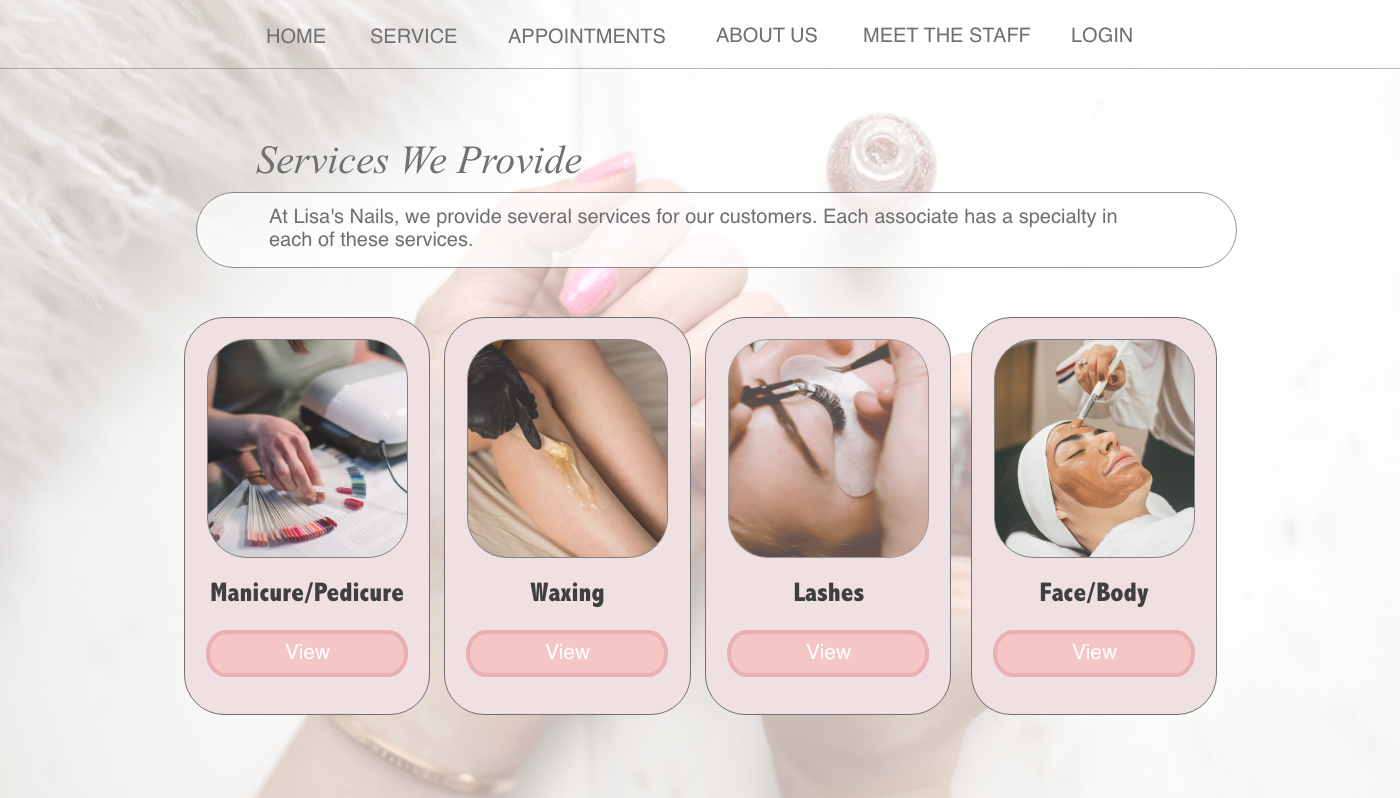 HOME SERVICE APPOINTMENTS ABOUT US MEET THE STAFF LOGIN
Services We Provide
At Lisa's Nails, we provide several services for our customers. Each associate has a specialty in
each of these services.
Manicure/Pedicure Waxing Lashes Face/Body
View View View View